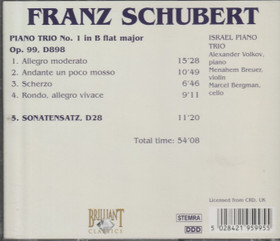 FRANZ SCHUBERT
PIANO TRIO No. 1 in B flat major
Op. 99, D898
1. Allegro moderato 15'28
2. Andante un poco mosso 10'49
3. Scherzo 6'46
4. Rondo, allegro vivace 9'11
5. SONATENSATZ, D28 11'20
Total time: 54'08
ISRAEL PIANO
TRIO
Alexander Volkov,
piano
Menahem Breuer,
violin
Marcel Bergman,
cello
BRILLIANT
CLASSICS
STEMRA
DDD
Licensed from CRD, UK
5 028421 959955